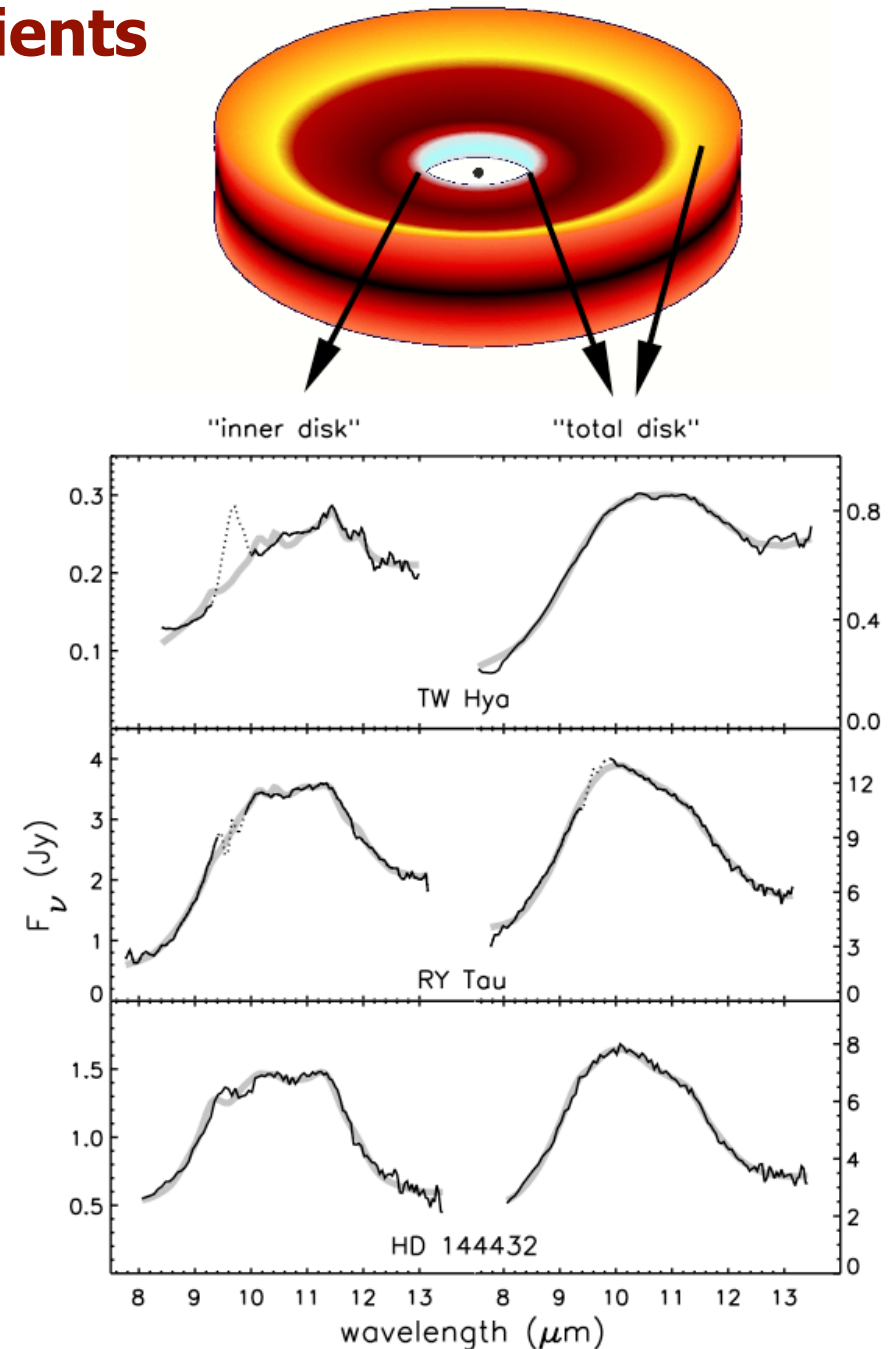 ients
"inner disk"
"total disk"
0.3
0.2
0.1
0.8
0.4
0.0
TW Hya
4
3
2
1
0
12
9
6
3
0
RY Tau
F𝜈 (Jy)
1.5
1.0
0.5
8
6
4
2
0
HD 144432
8 9 10 11 12 13 8 9 10 11 12 13
wavelength (μm)